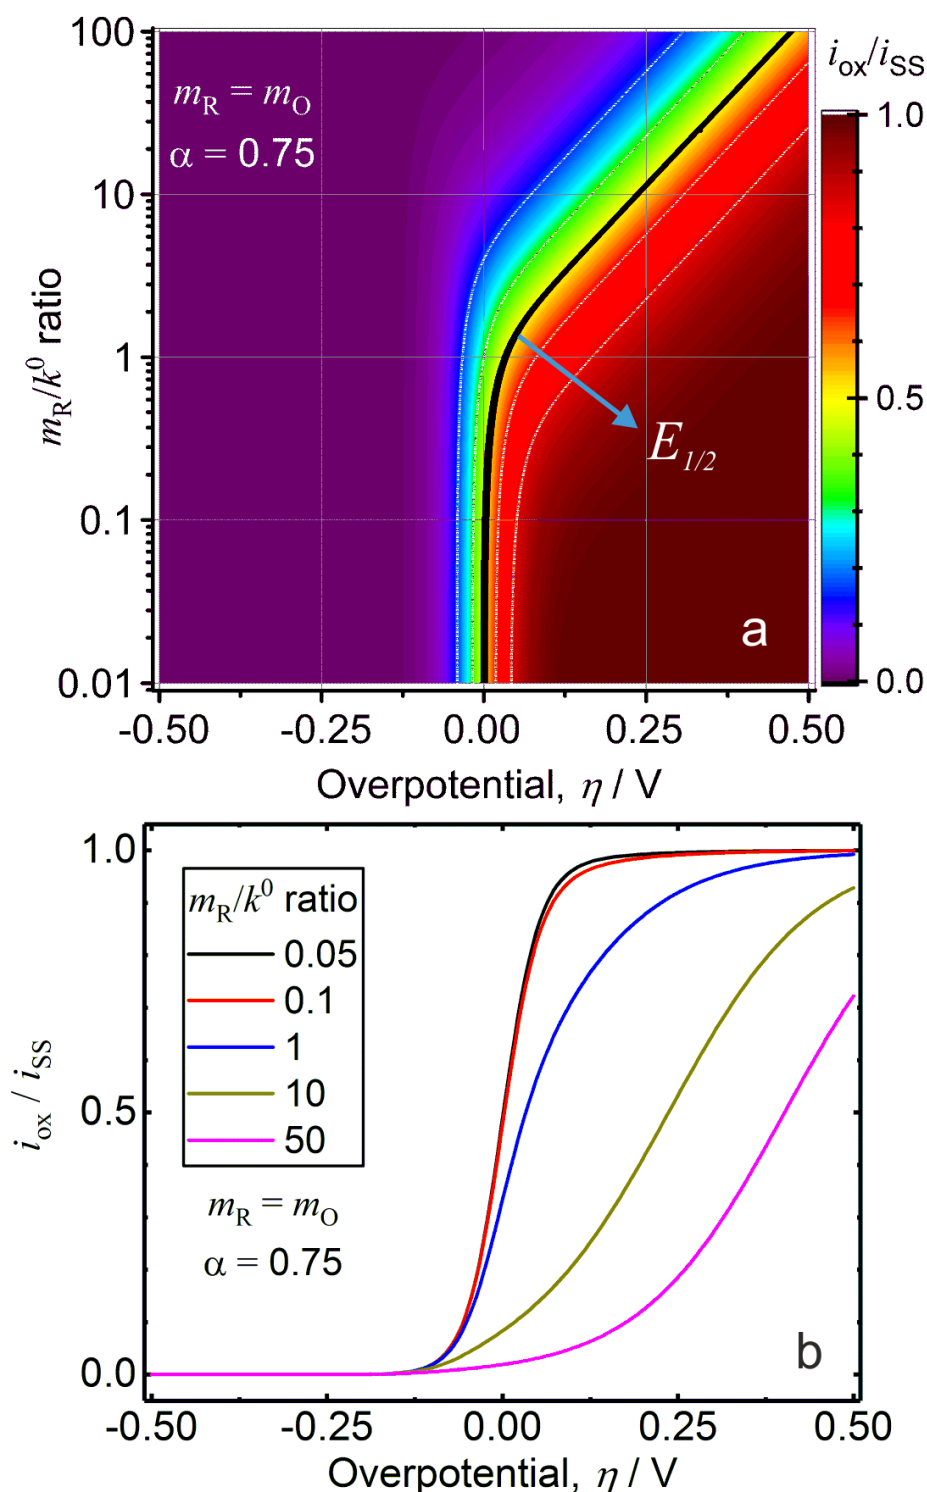 100
10
1
0.1
0.01
m_R/k^0 ratio
m_R = m_O
α = 0.75
E_{1/2}
a
i_ox/i_SS
1.0
0.5
0.0
-0.50 -0.25 0.00 0.25 0.50
Overpotential, η / V
1.0
0.5
0.0
i_ox / i_SS
m_R/k^0 ratio
0.05
0.1
1
10
50
m_R = m_O
α = 0.75
b
-0.50 -0.25 0.00 0.25 0.50
Overpotential, η / V